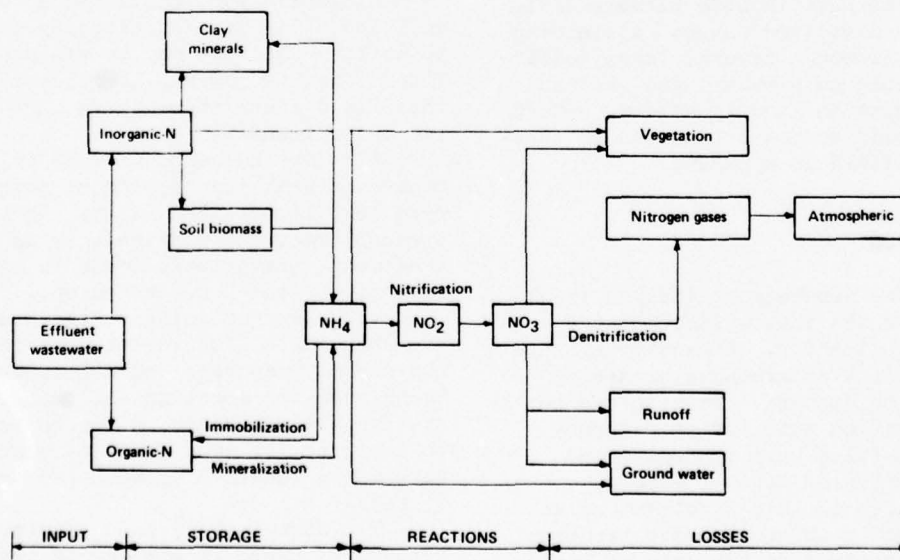 Clay
minerals
Inorganic-N
Vegetation
Soil biomass
Nitrogen gases
Atmospheric
Effluent
wastewater
Nitrification
NH4
NO2
NO3
Denitrification
Organic-N
Immobilization
Mineralization
Runoff
Ground water
INPUT
STORAGE
REACTIONS
LOSSES